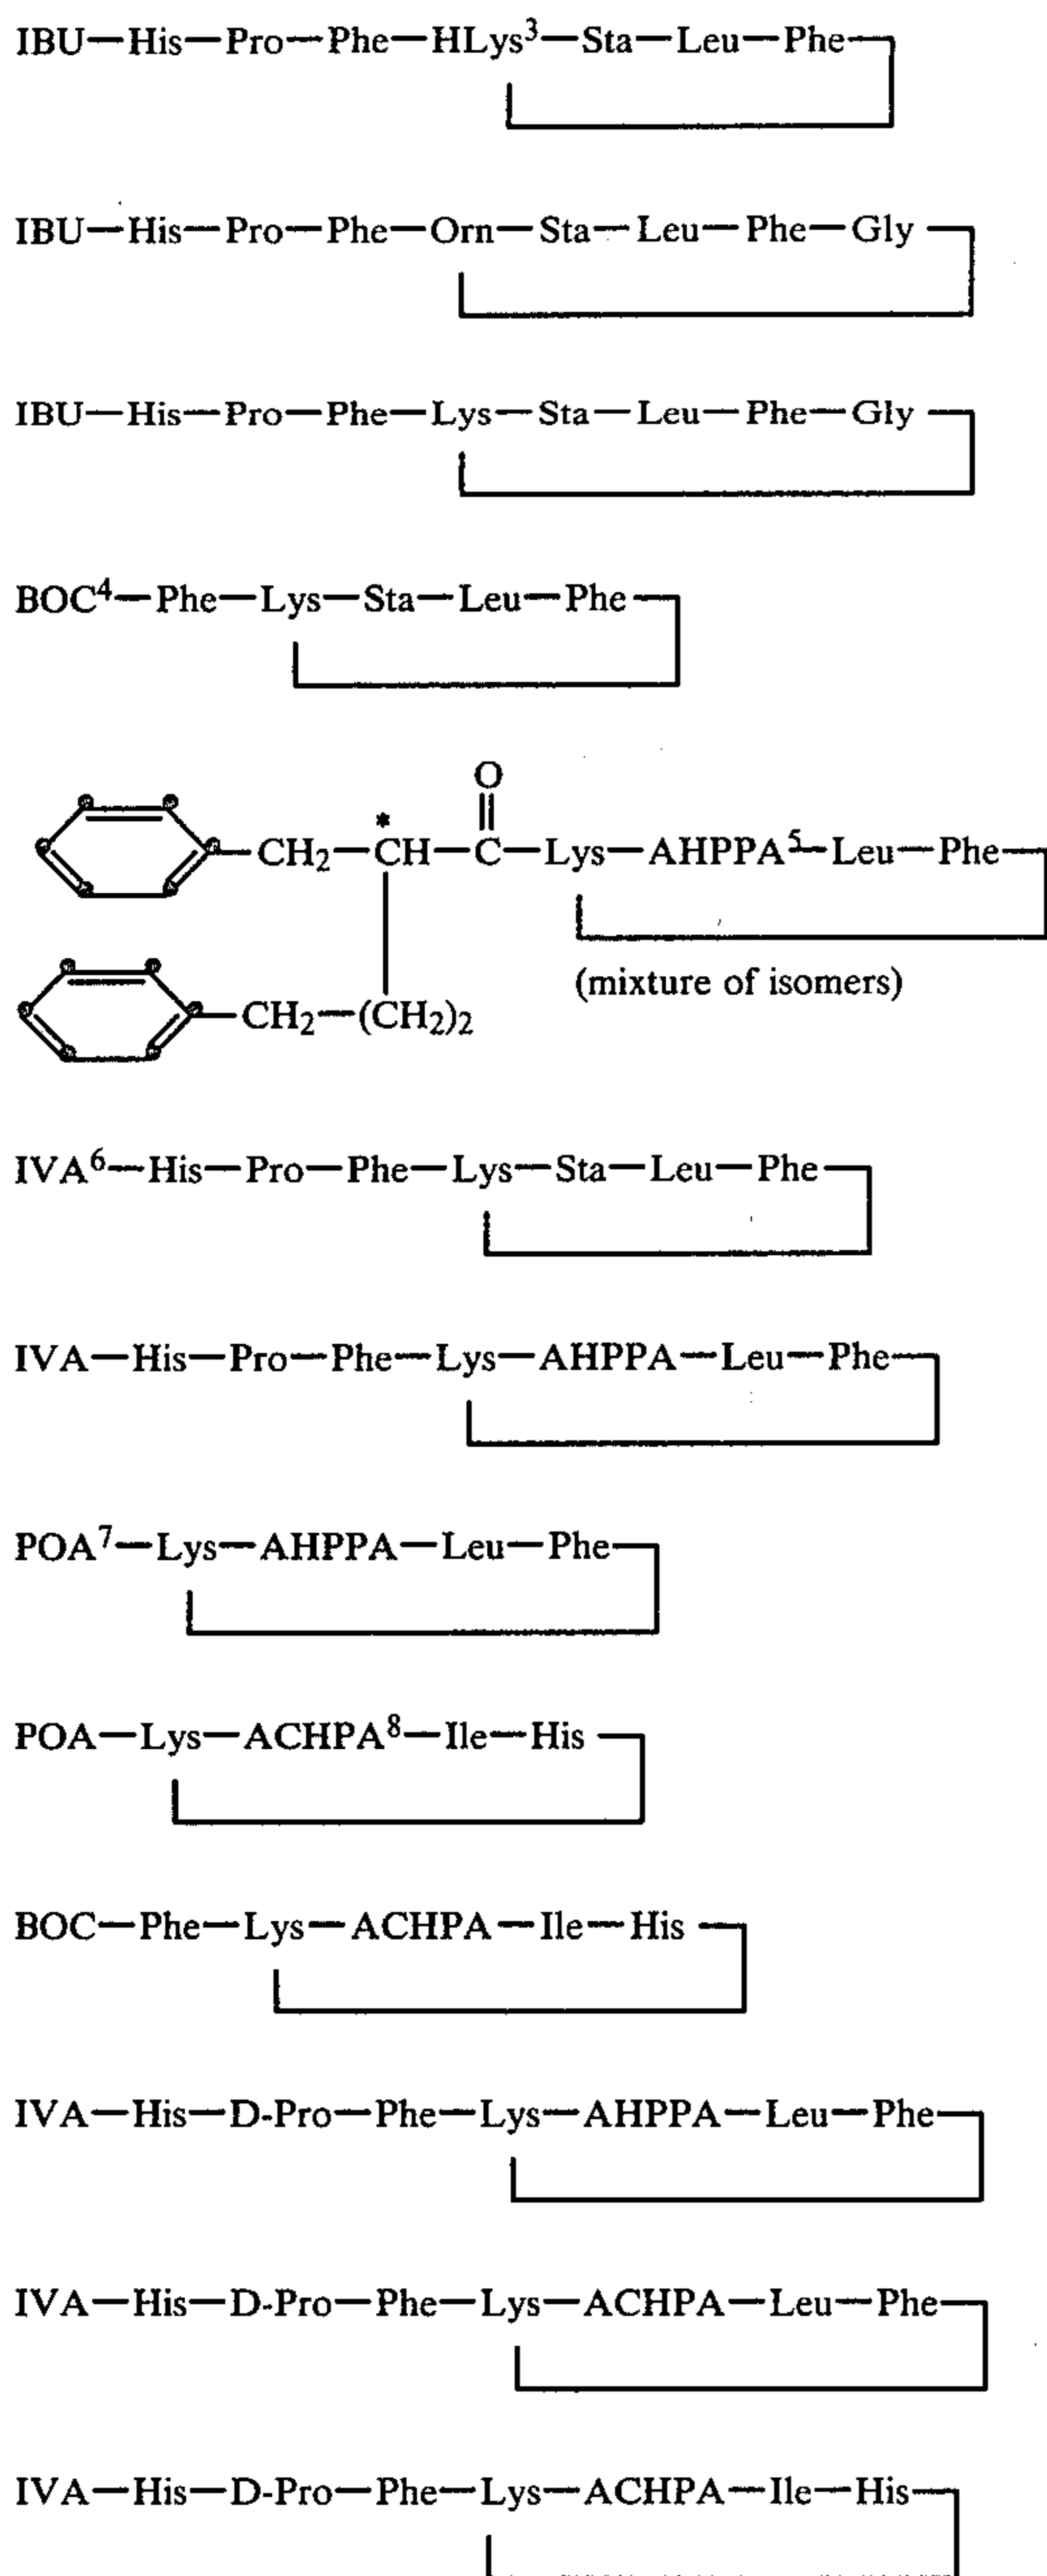 IBU—His—Pro—Phe—HLys³—Sta—Leu—Phe
IBU—His—Pro—Phe—Orn—Sta—Leu—Phe—Gly
IBU—His—Pro—Phe—Lys—Sta—Leu—Phe—Gly
BOC⁴—Phe—Lys—Sta—Leu—Phe
O
*
CH₂—CH—C—Lys—AHPPA⁵—Leu—Phe
(mixture of isomers)
CH₂—(CH₂)₂
IVA⁶—His—Pro—Phe—Lys—Sta—Leu—Phe
IVA—His—Pro—Phe—Lys—AHPPA—Leu—Phe
POA⁷—Lys—AHPPA—Leu—Phe
POA—Lys—ACHPA⁸—Ile—His
BOC—Phe—Lys—ACHPA—Ile—His
IVA—His—D-Pro—Phe—Lys—AHPPA—Leu—Phe
IVA—His—D-Pro—Phe—Lys—ACHPA—Leu—Phe
IVA—His—D-Pro—Phe—Lys—ACHPA—Ile—His